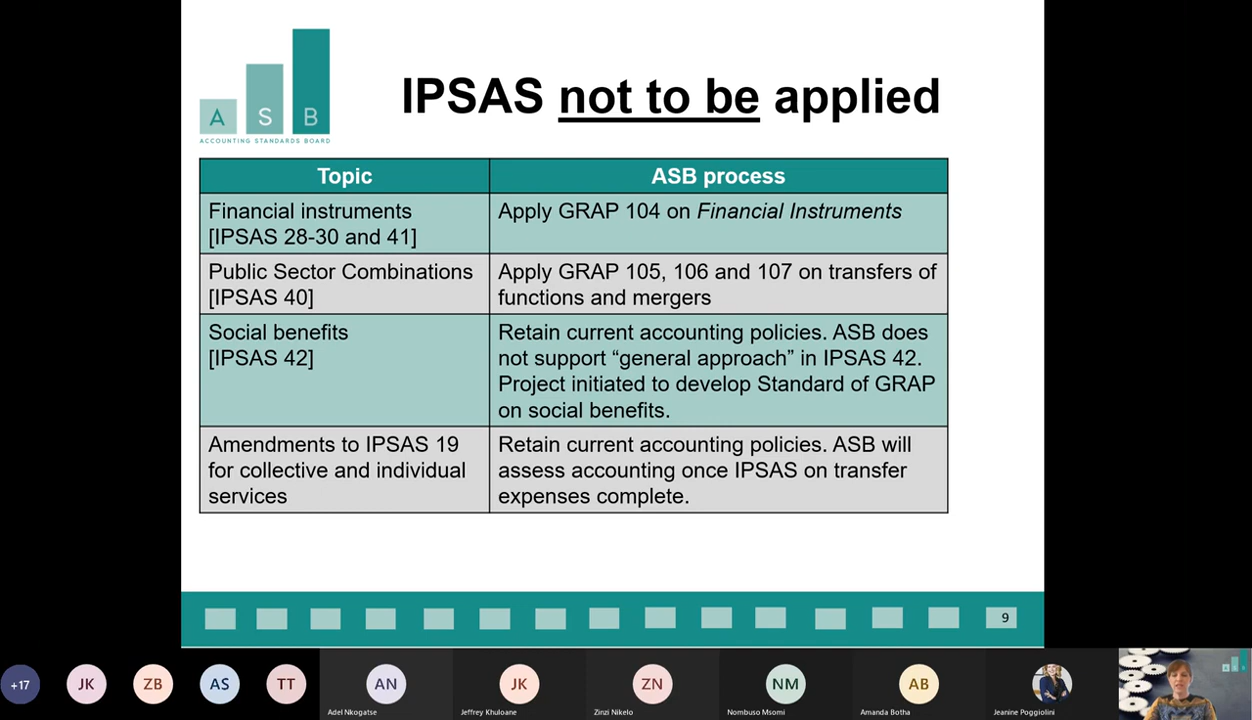 IPSAS not to be applied
A S B
ACCOUNTING STANDARDS BOARD
Topic
ASB process
Financial instruments
[IPSAS 28-30 and 41]
Apply GRAP 104 on Financial Instruments
Public Sector Combinations
[IPSAS 40]
Apply GRAP 105, 106 and 107 on transfers of
functions and mergers
Social benefits
[IPSAS 42]
Retain current accounting policies. ASB does
not support “general approach” in IPSAS 42.
Project initiated to develop Standard of GRAP
on social benefits.
Amendments to IPSAS 19
for collective and individual
services
Retain current accounting policies. ASB will
assess accounting once IPSAS on transfer
expenses complete.
9
+17
JK
ZB
AS
TT
AN
Adel Nkogatse
JK
Jeffrey Khuloane
ZN
Zinzi Nikelo
NM
Nombuso Msomi
AB
Amanda Botha
Jeanine Poggiolini